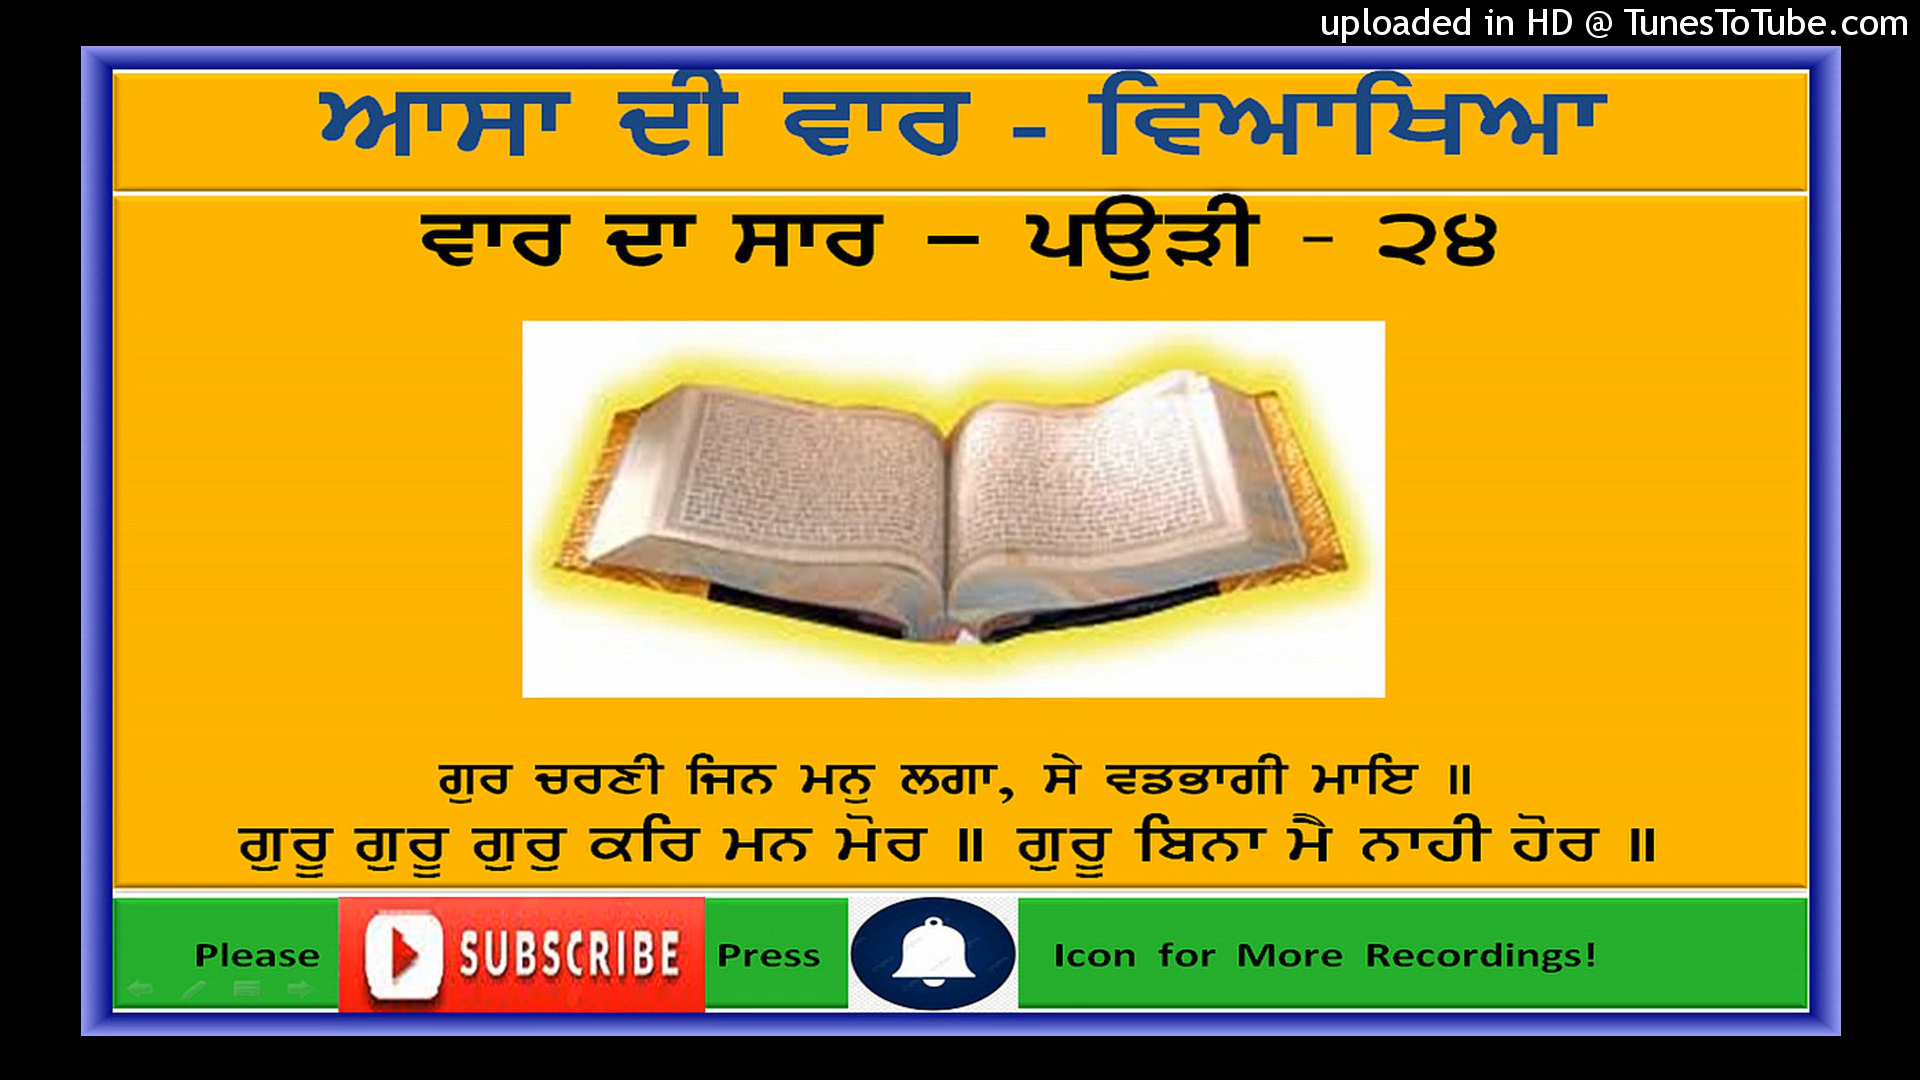 uploaded in HD @ TunesToTube.com
ਆਸਾ ਦੀ ਵਾਰ - ਵਿਆਖਿਆ
ਵਾਰ ਦਾ ਸਾਰ – ਪਉੜੀ - ੨੪
ਗੁਰ ਚਰਣੀ ਜਿਨ ਮਨੁ ਲਗਾ, ਸੇ ਵਡਭਾਗੀ ਮਾਇ ॥
ਗੁਰੂ ਗੁਰੂ ਗੁਰੁ ਕਰਿ ਮਨ ਮੋਰ ॥ ਗੁਰੂ ਬਿਨਾ ਮੈ ਨਾਹੀ ਹੋਰ ॥
Please SUBSCRIBE Press Icon for More Recordings!